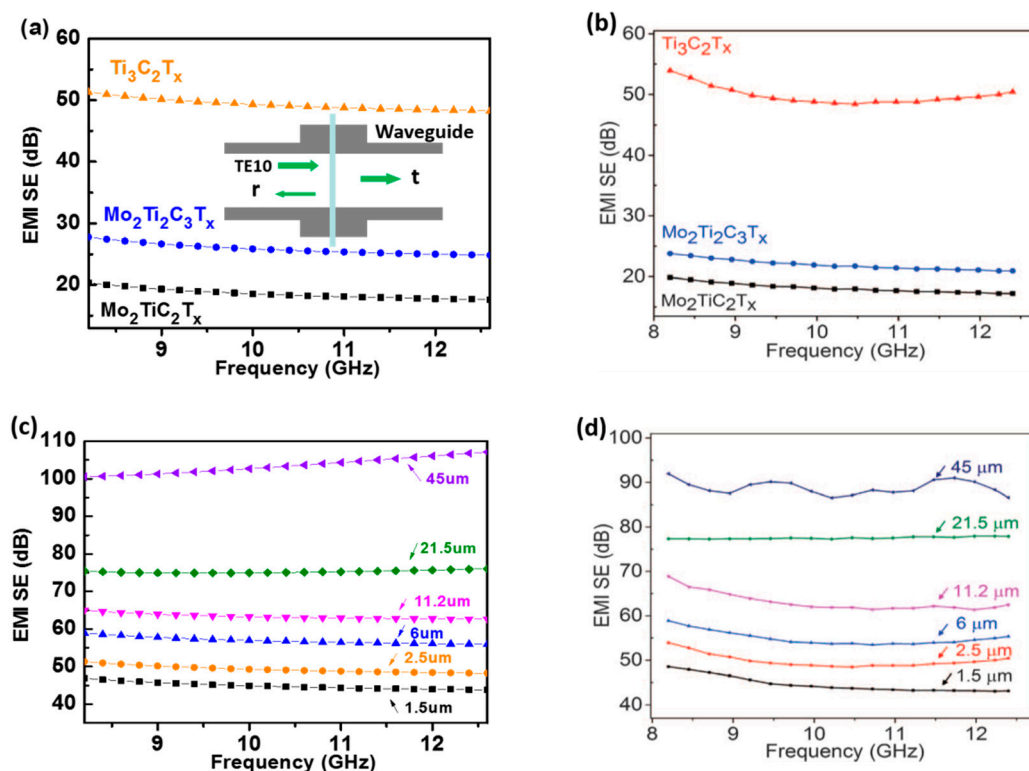 (a)
60
50
40
30
20
EMI SE (dB)
Ti₃C₂Tₓ
Waveguide
TE10
r
t
Mo₂Ti₂C₃Tₓ
Mo₂TiC₂Tₓ
9 10 11 12
Frequency (GHz)
(b)
60
50
40
30
20
EMI SE (dB)
Ti₃C₂Tₓ
Mo₂Ti₂C₃Tₓ
Mo₂TiC₂Tₓ
8 9 10 11 12
Frequency (GHz)
(c)
110
100
90
80
70
60
50
40
EMI SE (dB)
45um
21.5um
11.2um
6um
2.5um
1.5um
9 10 11 12
Frequency (GHz)
(d)
100
90
80
70
60
50
40
EMI SE (dB)
45 μm
21.5 μm
11.2 μm
6 μm
2.5 μm
1.5 μm
8 9 10 11 12
Frequency (GHz)